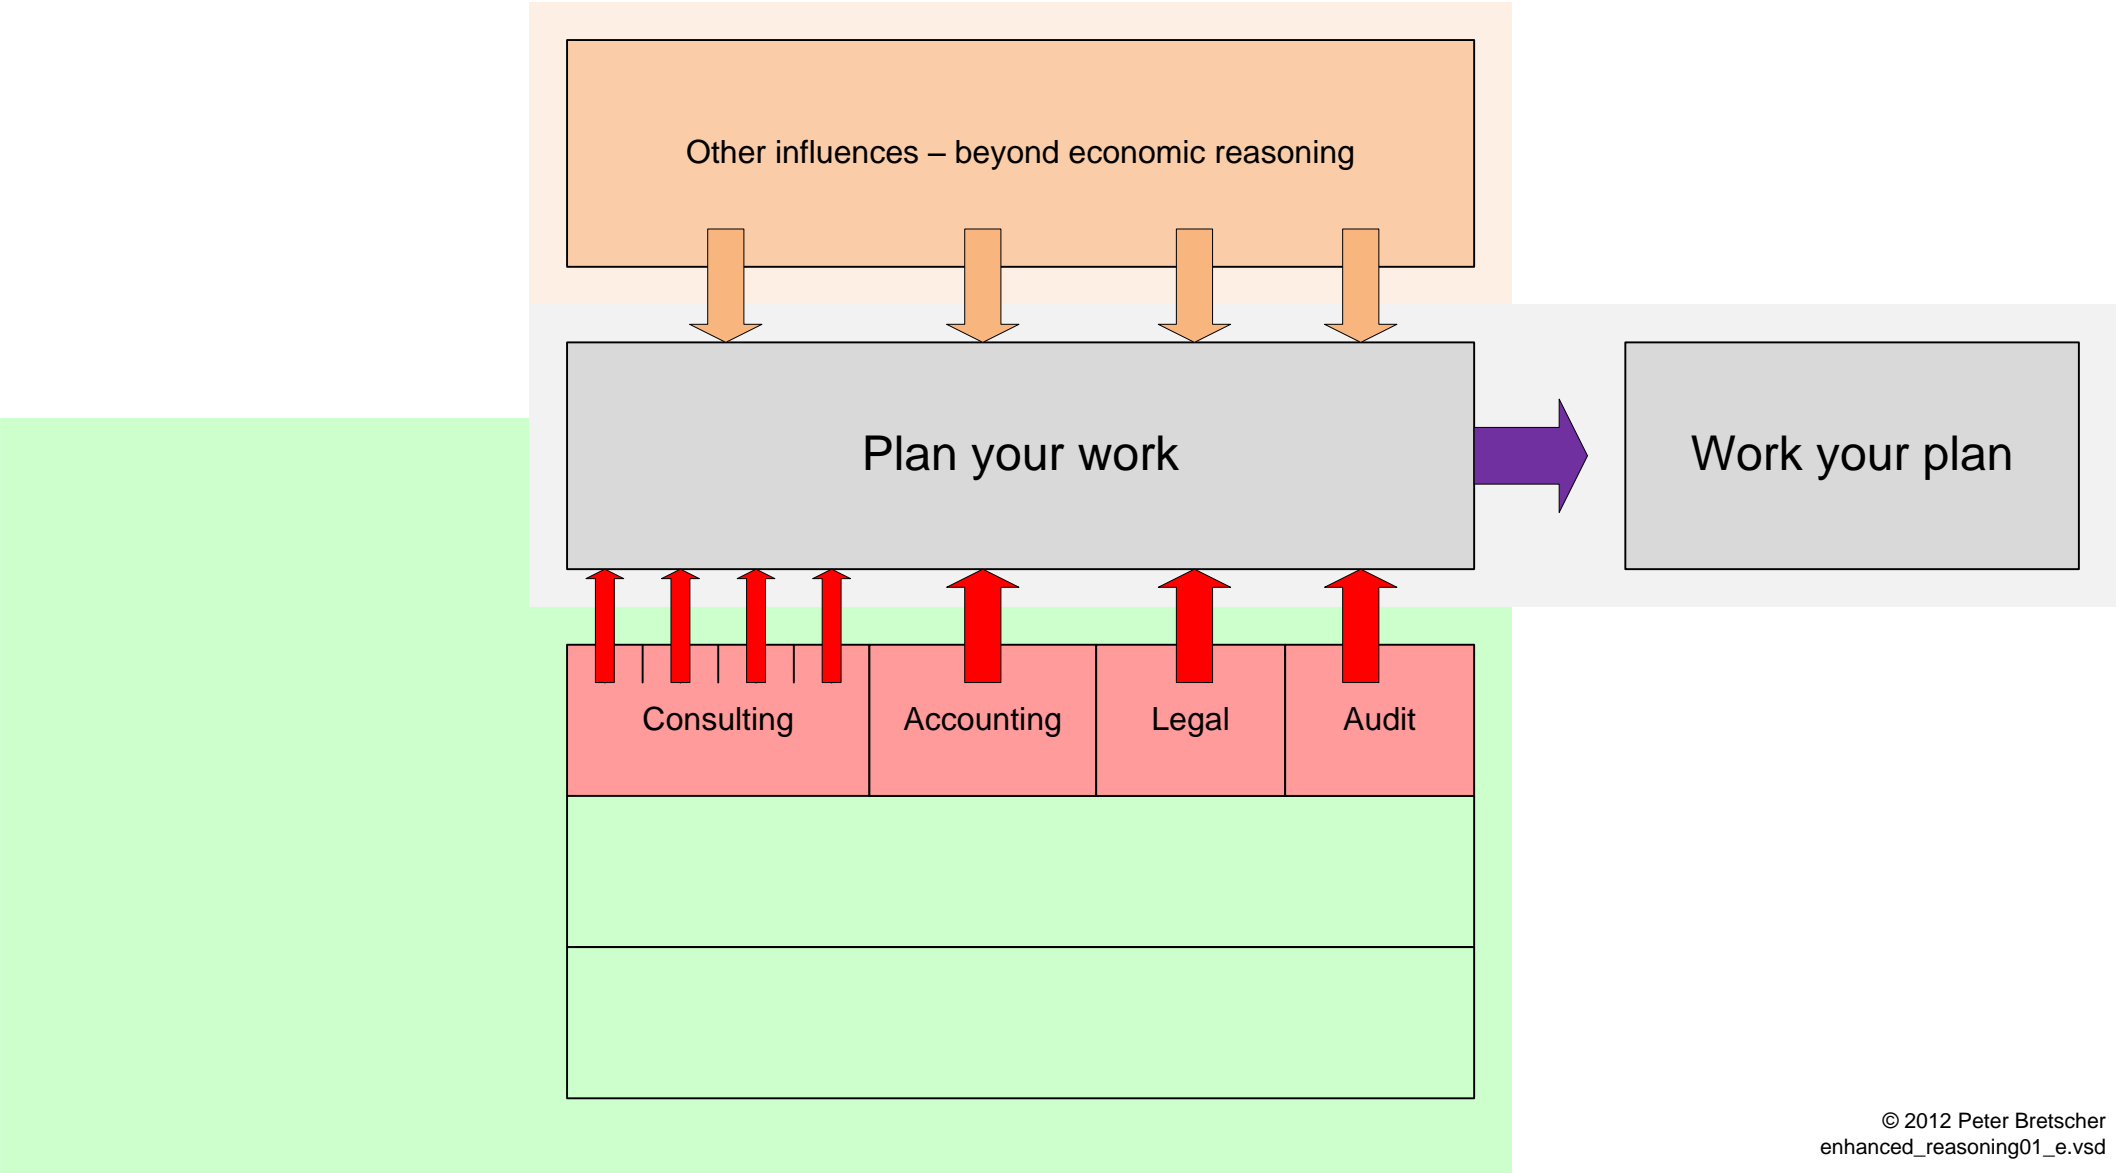 Other influences – beyond economic reasoning
Plan your work
Work your plan
Consulting
Accounting
Legal
Audit
© 2012 Peter Bretscher
enhanced_reasoning01_e.vsd